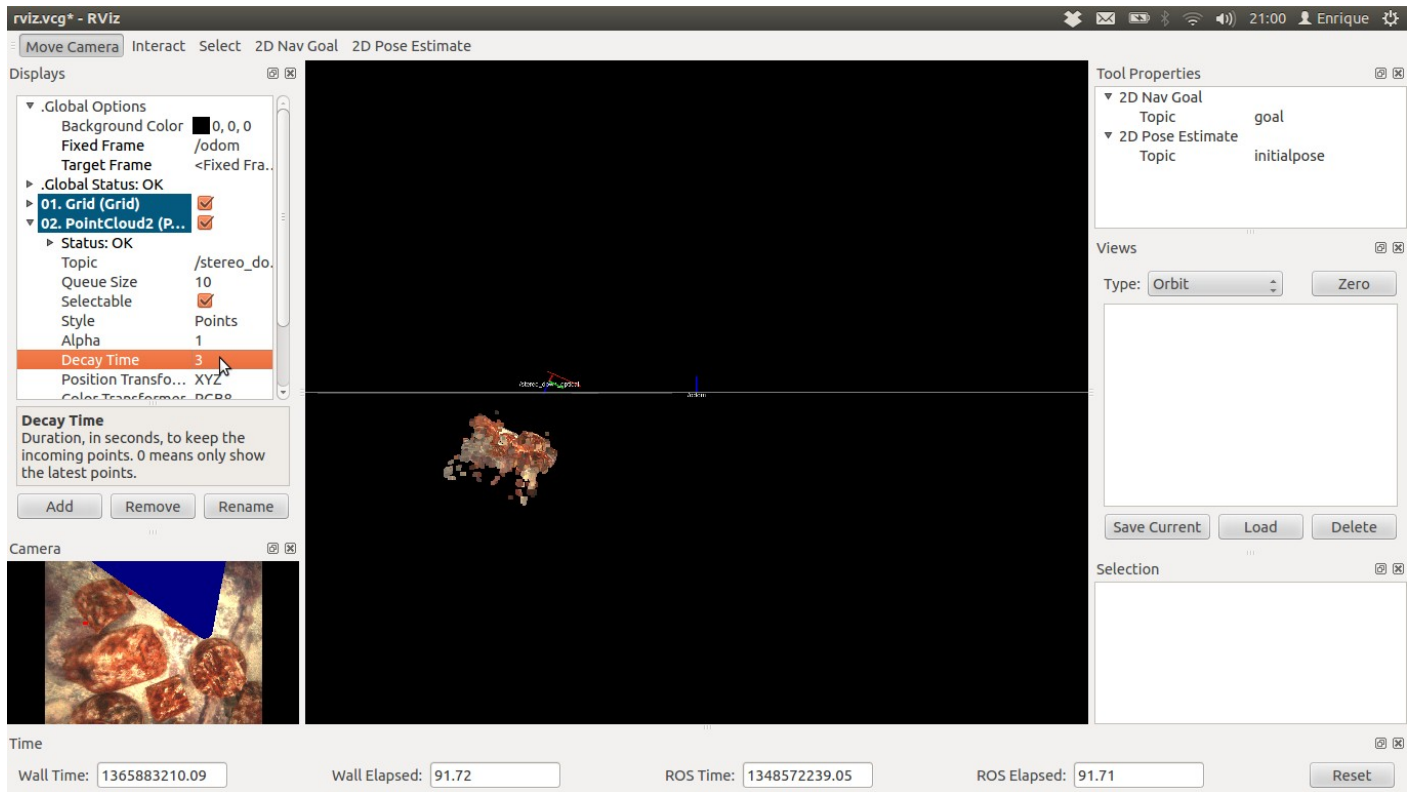 rviz.vcg* - RViz
21:00 Enrique
Move Camera Interact Select 2D Nav Goal 2D Pose Estimate
Displays
.Global Options
Background Color 0, 0, 0
Fixed Frame /odom
Target Frame <Fixed Fra..
.Global Status: OK
01. Grid (Grid)
02. PointCloud2 (P...
Status: OK
Topic /stereo_do.
Queue Size 10
Selectable
Style Points
Alpha 1
Decay Time 3
Position Transfo... XYZ
Color Transformer RGB8
Decay Time
Duration, in seconds, to keep the
incoming points. 0 means only show
the latest points.
Add Remove Rename
Camera
/stereo_down_optical
/odom
Tool Properties
2D Nav Goal
Topic goal
2D Pose Estimate
Topic initialpose
Views
Type: Orbit Zero
Save Current Load Delete
Selection
Time
Wall Time: 1365883210.09 Wall Elapsed: 91.72 ROS Time: 1348572239.05 ROS Elapsed: 91.71 Reset